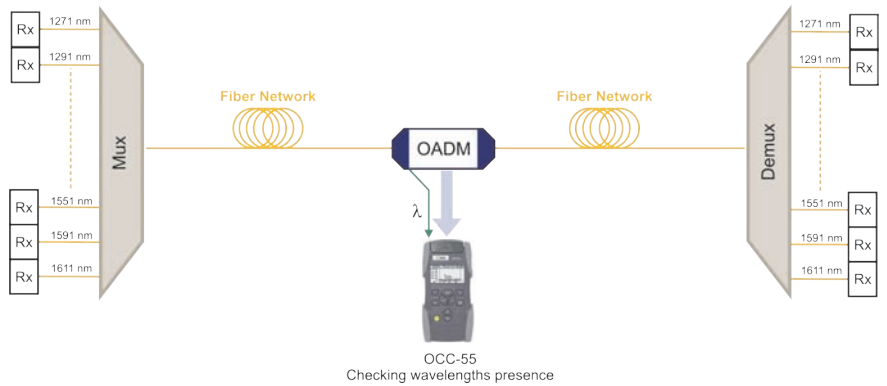 Rx 1271 nm
Rx 1291 nm
Mux
Rx 1551 nm
Rx 1591 nm
Rx 1611 nm
Fiber Network
OADM
λ
Fiber Network
Demux
1271 nm Rx
1291 nm Rx
1551 nm Rx
1591 nm Rx
1611 nm Rx
OCC-55
Checking wavelengths presence